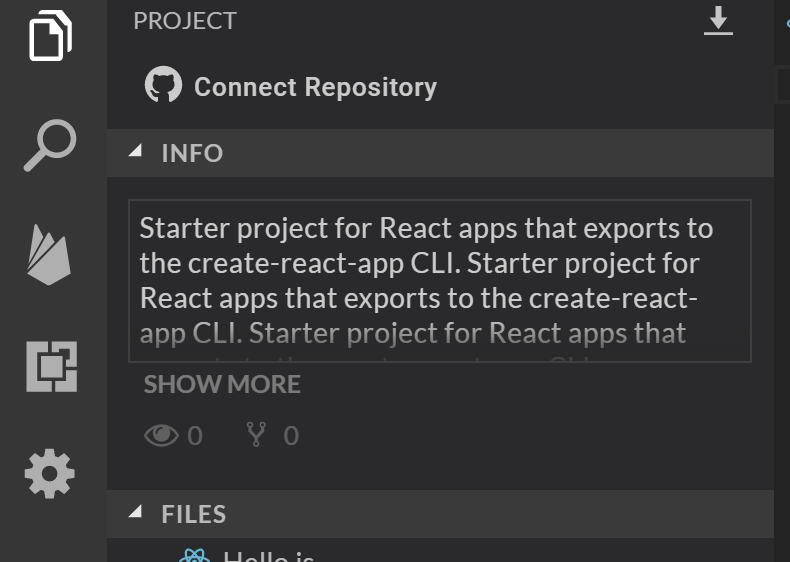 PROJECT
Connect Repository
INFO
Starter project for React apps that exports to
the create-react-app CLI. Starter project for
React apps that exports to the create-react-
app CLI. Starter project for React apps that
SHOW MORE
0 0
FILES
Hello.js